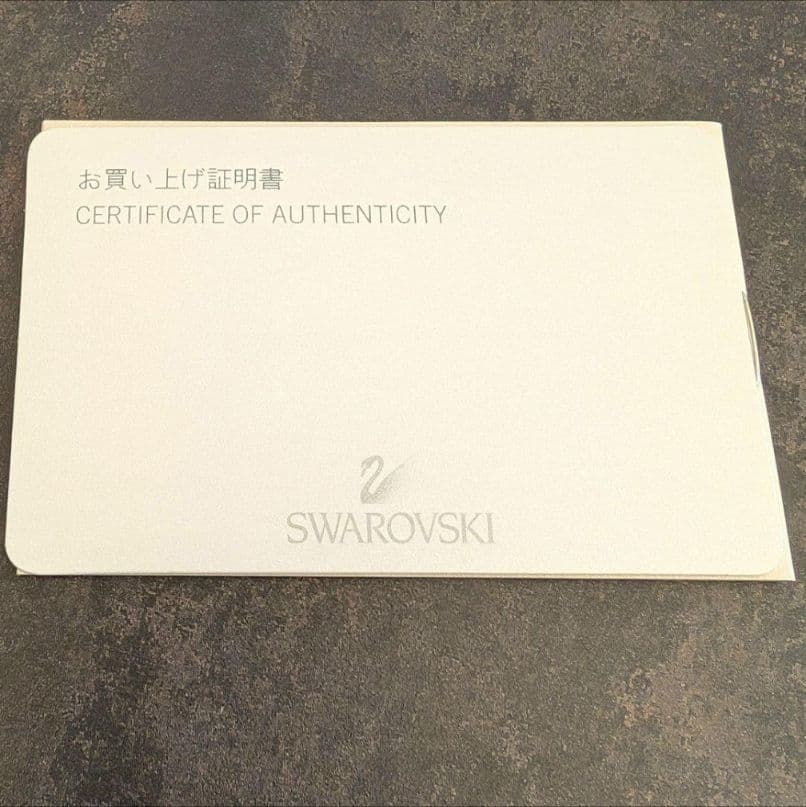 お買い上げ証明書
CERTIFICATE OF AUTHENTICITY
SWAROVSKI